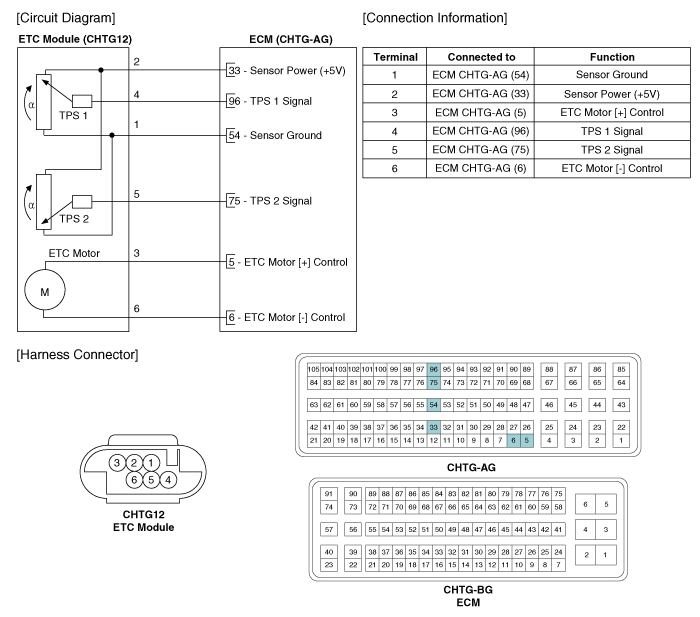 [Circuit Diagram]
ETC Module (CHTG12)
ECM (CHTG-AG)
2
33 - Sensor Power (+5V)
4
96 - TPS 1 Signal
α
TPS 1
1
54 - Sensor Ground
5
75 - TPS 2 Signal
α
TPS 2
ETC Motor
3
5 - ETC Motor [+] Control
M
6
6 - ETC Motor [-] Control
[Connection Information]
Terminal Connected to Function
1 ECM CHTG-AG (54) Sensor Ground
2 ECM CHTG-AG (33) Sensor Power (+5V)
3 ECM CHTG-AG (5) ETC Motor [+] Control
4 ECM CHTG-AG (96) TPS 1 Signal
5 ECM CHTG-AG (75) TPS 2 Signal
6 ECM CHTG-AG (6) ETC Motor [-] Control
[Harness Connector]
3 2 1
6 5 4
CHTG12
ETC Module
105 104 103 102 101 100 99 98 97 96 95 94 93 92 91 90 89 88 87 86 85
84 83 82 81 80 79 78 77 76 75 74 73 72 71 70 69 68 67 66 65 64
63 62 61 60 59 58 57 56 55 54 53 52 51 50 49 48 47 46 45 44 43
42 41 40 39 38 37 36 35 34 33 32 31 30 29 28 27 26 25 24 23 22
21 20 19 18 17 16 15 14 13 12 11 10 9 8 7 6 5 4 3 2 1
CHTG-AG
91 90 89 88 87 86 85 84 83 82 81 80 79 78 77 76 75
74 73 72 71 70 69 68 67 66 65 64 63 62 61 60 59 58
6 5
57 56 55 54 53 52 51 50 49 48 47 46 45 44 43 42 41
4 3
40 39 38 37 36 35 34 33 32 31 30 29 28 27 26 25 24
23 22 21 20 19 18 17 16 15 14 13 12 11 10 9 8 7
2 1
CHTG-BG
ECM